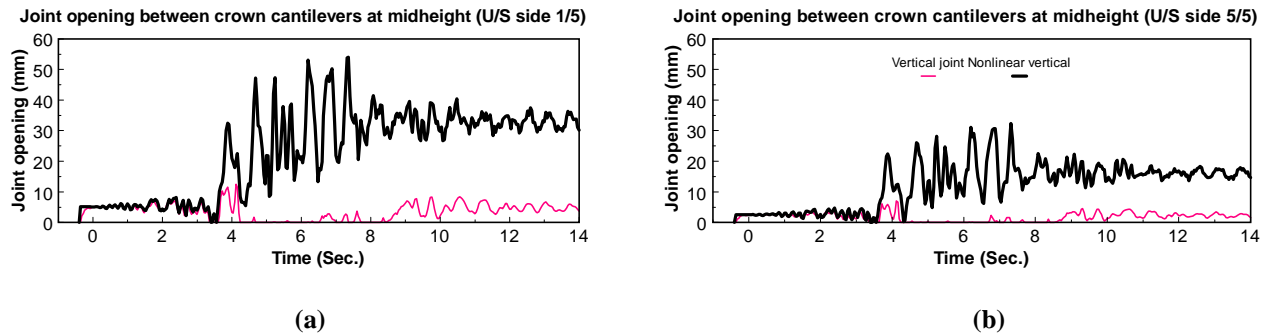 Joint opening between crown cantilevers at midheight (U/S side 1/5)
60
50
40
30
20
10
0
Joint opening (mm)
0 2 4 6 8 10 12 14
Time (Sec.)
(a)
Joint opening between crown cantilevers at midheight (U/S side 5/5)
Vertical joint Nonlinear vertical
60
50
40
30
20
10
0
Joint opening (mm)
0 2 4 6 8 10 12 14
Time (Sec.)
(b)